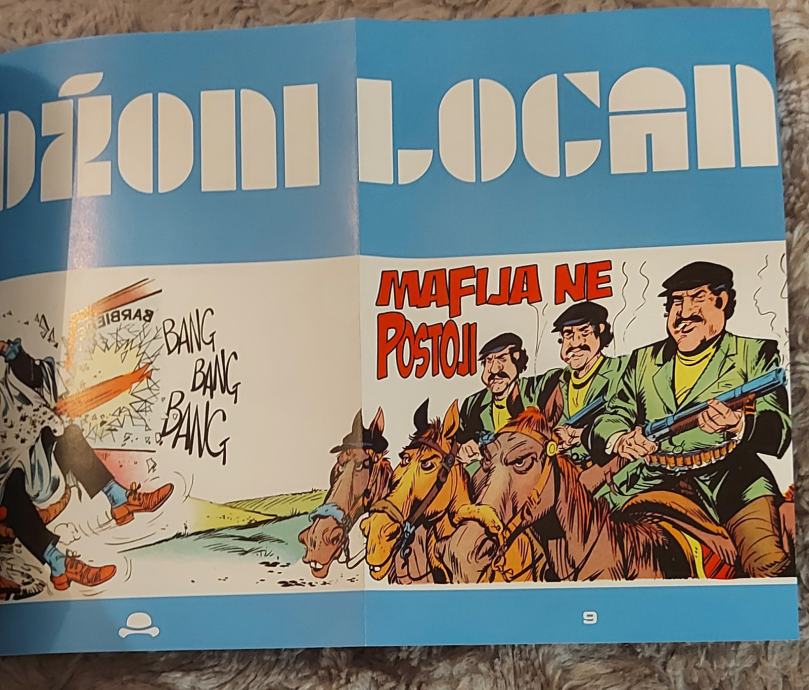 DŽONI LOGAN
BARBIE
BANG
BANG
BANG
MAFIJA NE
POSTOJI
9